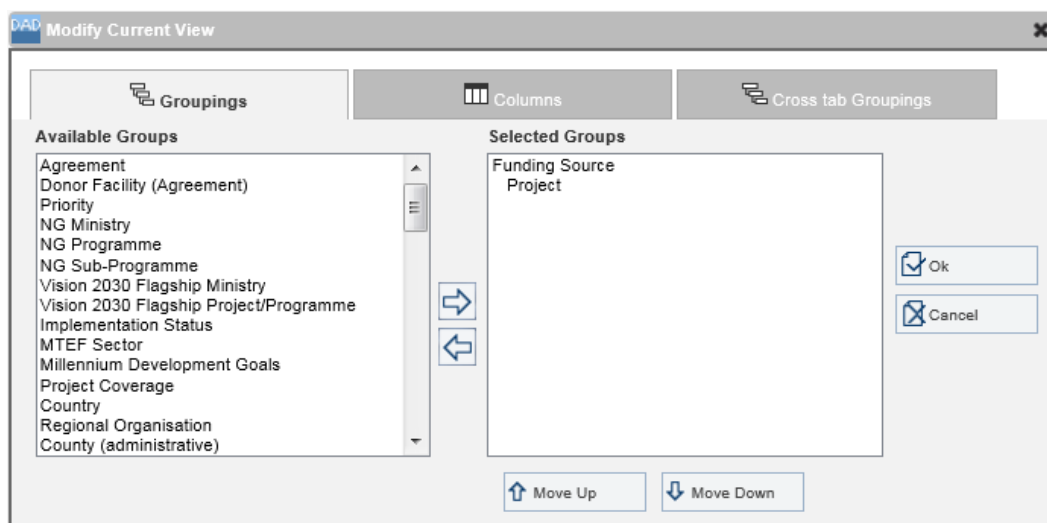 DAD Modify Current View
Groupings
Columns
Cross tab Groupings
Available Groups
Selected Groups
Agreement
Donor Facility (Agreement)
Priority
NG Ministry
NG Programme
NG Sub-Programme
Vision 2030 Flagship Ministry
Vision 2030 Flagship Project/Programme
Implementation Status
MTEF Sector
Millennium Development Goals
Project Coverage
Country
Regional Organisation
County (administrative)
Funding Source
Project
Ok
Cancel
Move Up
Move Down